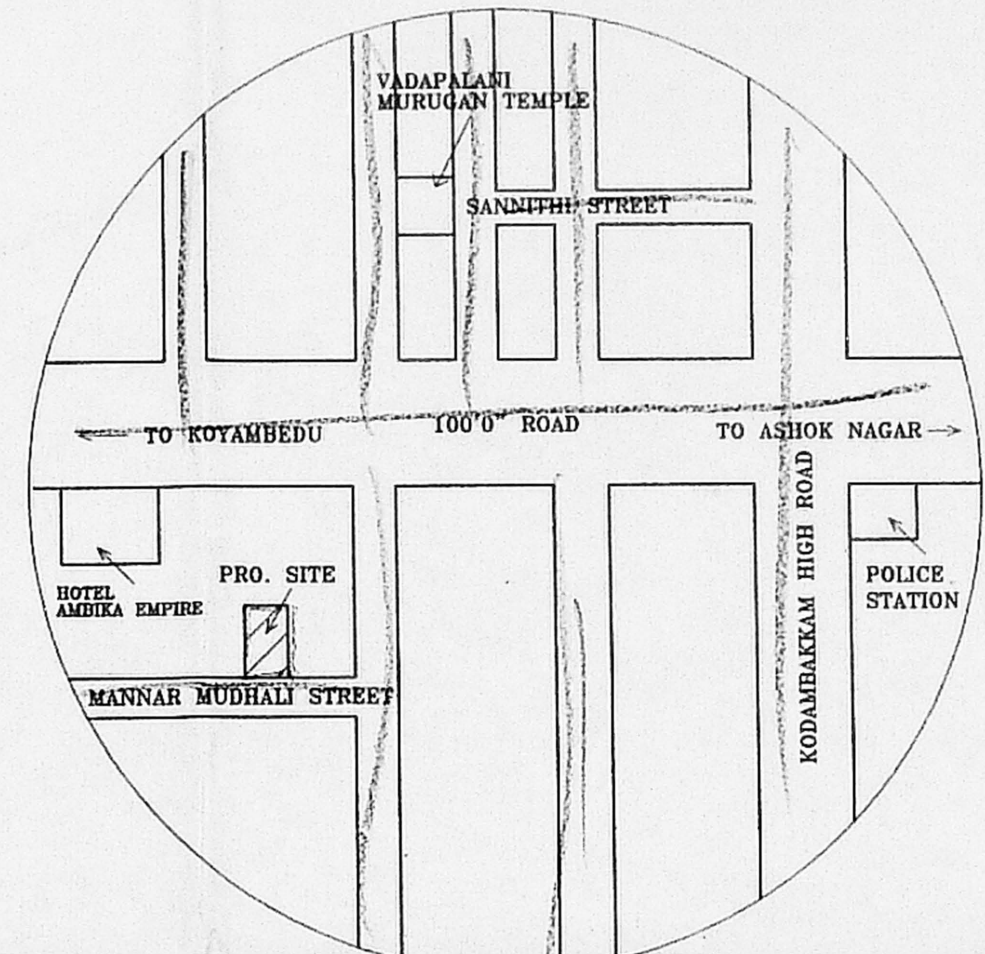 VADAPALANI
MURUGAN TEMPLE
SANNITHI STREET
TO KOYAMBEDU
100'0" ROAD
TO ASHOK NAGAR
KODAMBAKKAM HIGH ROAD
HOTEL
AMBIKA EMPIRE
PRO. SITE
POLICE
STATION
MANNAR MUDHALI STREET